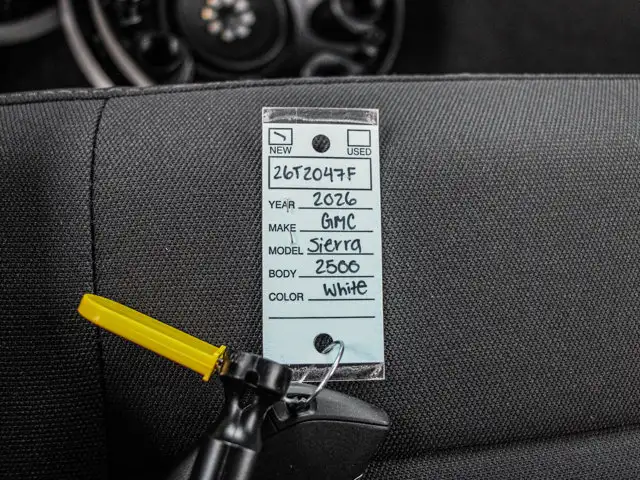 NEW USED
26T2047F
YEAR 2026
MAKE GMC
MODEL Sierra
BODY 2500
COLOR White